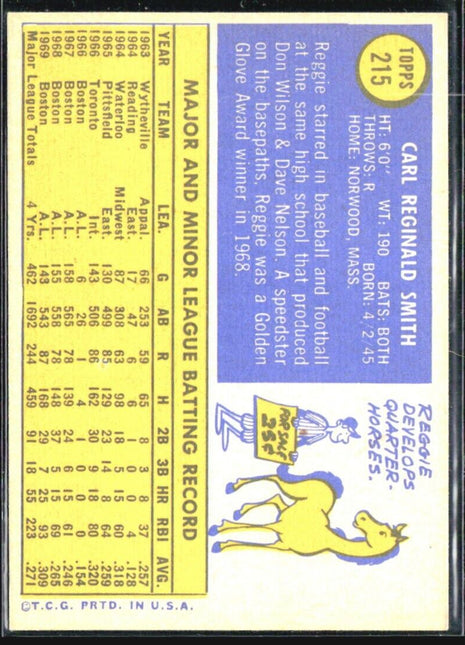 TOPPS
215
CARL REGINALD SMITH
HT: 6'0" WT: 190 BATS: BOTH
THROWS: R BORN: 4/2/45
HOME: NORWOOD, MASS.
Reggie starred in baseball and football
at the same high school that produced
Don Wilson & Dave Nelson. A speedster
on the basepaths, Reggie was a Golden
Glove Award winner in 1968.
REGGIE
DEVELOPS
QUARTER-
HORSES.
FOR SALE
25¢
MAJOR AND MINOR LEAGUE BATTING RECORD
YEAR TEAM LEA. G AB R H 2B 3B HR RBI AVG.
1963 Wytheville Appal. 66 253 59 65 8 3 8 37 .257
1964 Reading East. 17 47 6 6 1 0 0 4 .128
1964 Waterloo Midwest 87 308 63 98 18 5 15 60 .318
1965 Pittsfield East. 130 499 85 129 23 14 8 64 .259
1966 Toronto Int. 143 506 86 162 30 9 18 80 .320
1966 Boston A.L. 6 26 1 4 1 0 0 0 .154
1967 Boston A.L. 158 565 78 139 24 6 15 61 .246
1968 Boston A.L. 155 558 78 148 37 5 15 69 .265
1969 Boston A.L. 143 543 87 168 29 7 25 93 .309
Major League Totals 4 Yrs. 462 1692 244 459 91 18 55 223 .271
©T.C.G. PRTD. IN U.S.A.